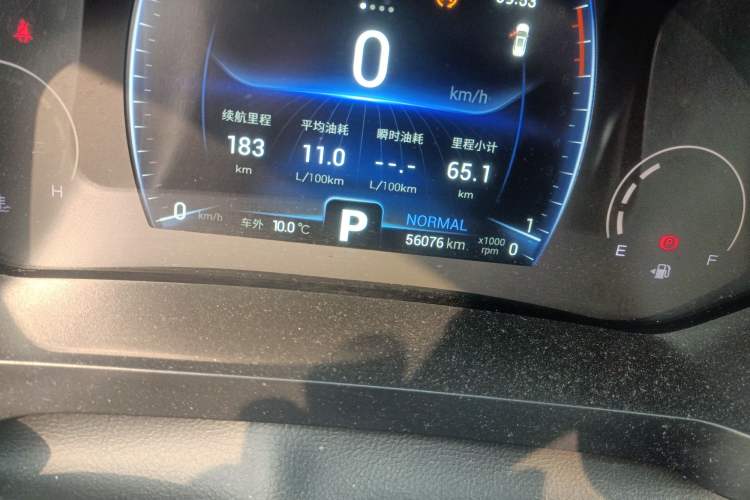 0
km/h
续航里程 平均油耗 瞬时油耗 里程小计
183 11.0 --.- 65.1
km L/100km L/100km km
0 km/h 车外 10.0 ℃ P NORMAL 1
56076 km x1000 rpm 0
H
E F